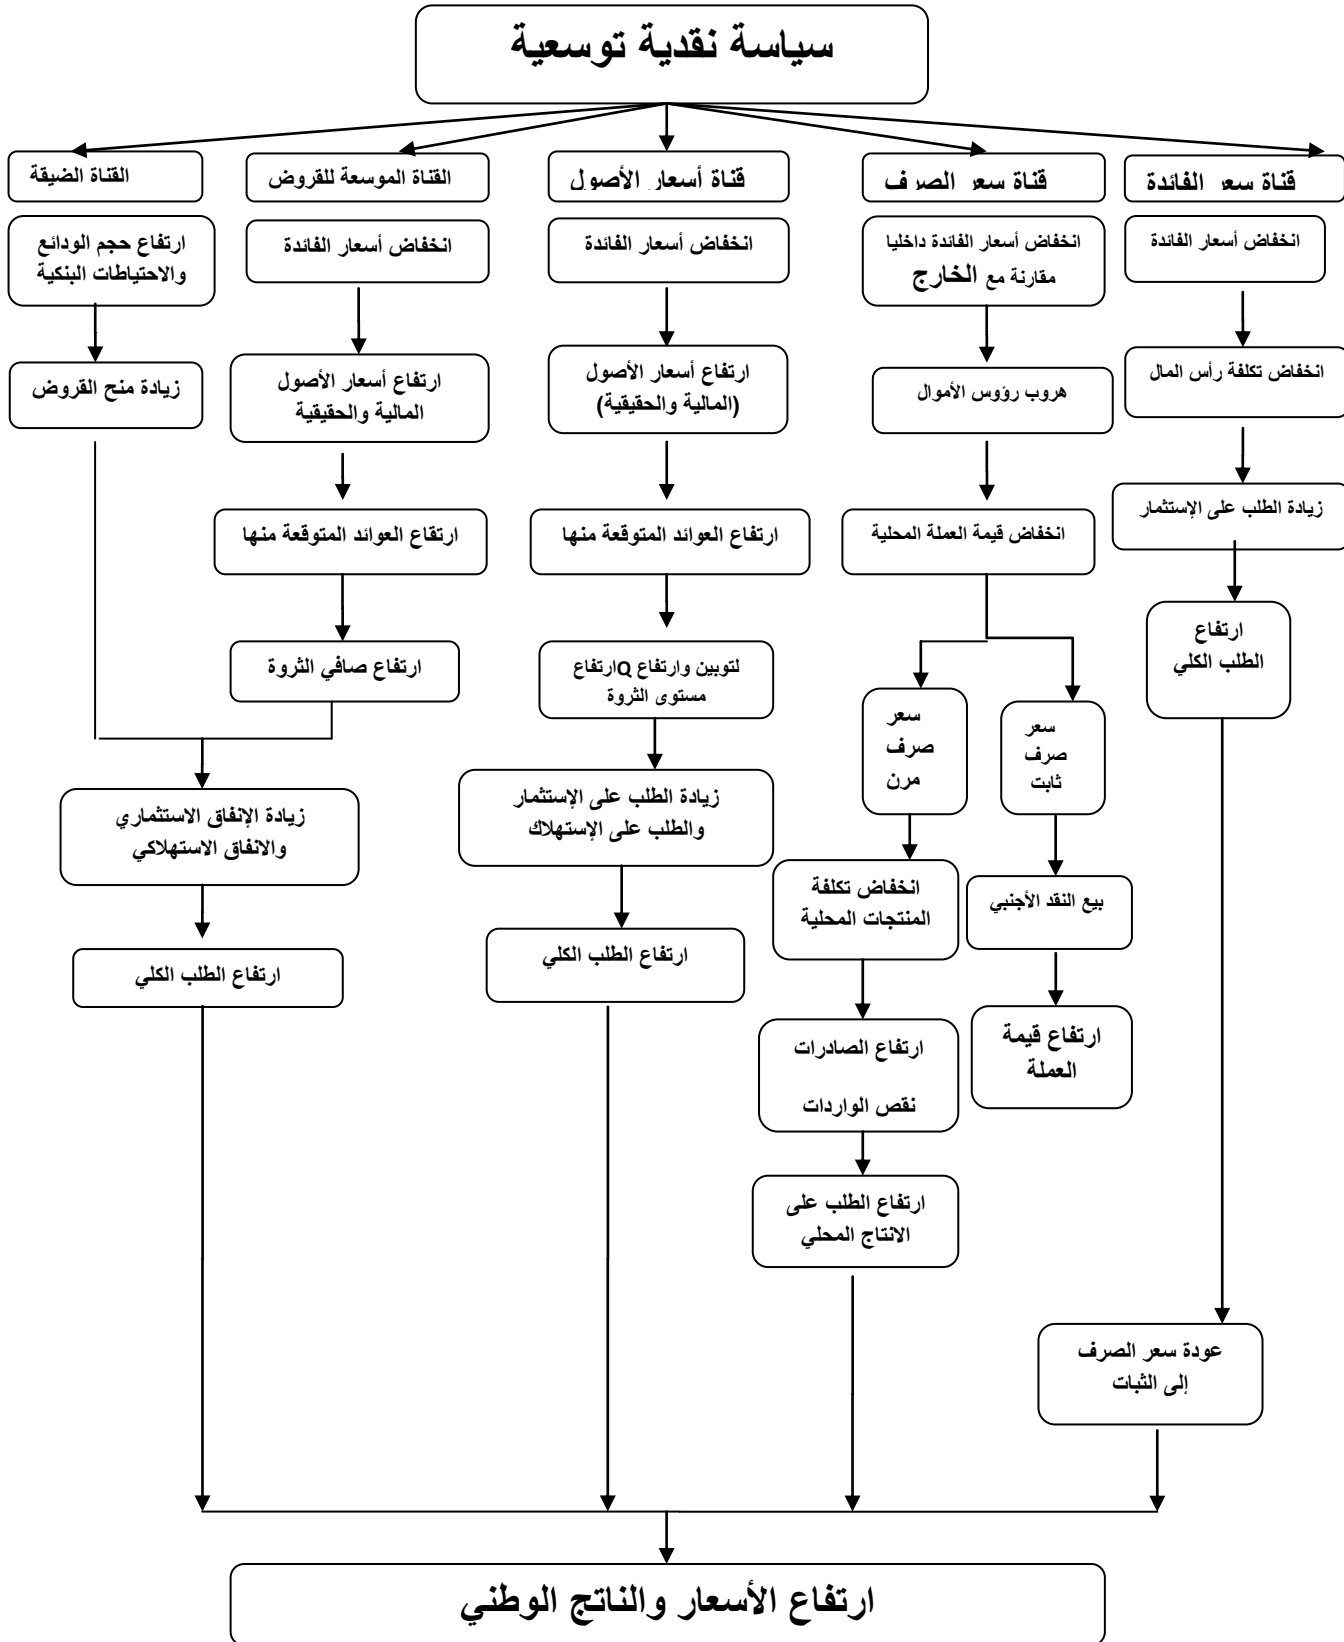 سياسة نقدية توسعية
قناة سعر الفائدة
قناة سعر الصرف
قناة أسعار الأصول
القناة الموسعة للقروض
القناة الضيقة
انخفاض أسعار الفائدة
انخفاض أسعار الفائدة داخليا
مقارنة مع الخارج
انخفاض أسعار الفائدة
انخفاض أسعار الفائدة
ارتفاع حجم الودائع
والاحتياطات البنكية
انخفاض تكلفة رأس المال
هروب رؤوس الأموال
ارتفاع أسعار الأصول
(المالية والحقيقية)
ارتفاع أسعار الأصول
المالية والحقيقية
زيادة منح القروض
زيادة الطلب على الإستثمار
انخفاض قيمة العملة المحلية
ارتفاع العوائد المتوقعة منها
ارتقاع العوائد المتوقعة منها
ارتفاع
الطلب الكلي
لتوبين وارتفاع Qارتفاع
مستوى الثروة
ارتفاع صافي الثروة
سعر
صرف
ثابت
سعر
صرف
مرن
زيادة الطلب على الإستثمار
والطلب على الإستهلاك
زيادة الإنفاق الاستثماري
والانفاق الاستهلاكي
بيع النقد الأجنبي
انخفاض تكلفة
المنتجات المحلية
ارتفاع الطلب الكلي
ارتفاع الطلب الكلي
ارتفاع قيمة
العملة
ارتفاع الصادرات
نقص الواردات
ارتفاع الطلب على
الانتاج المحلي
عودة سعر الصرف
إلى الثبات
ارتفاع الأسعار والناتج الوطني